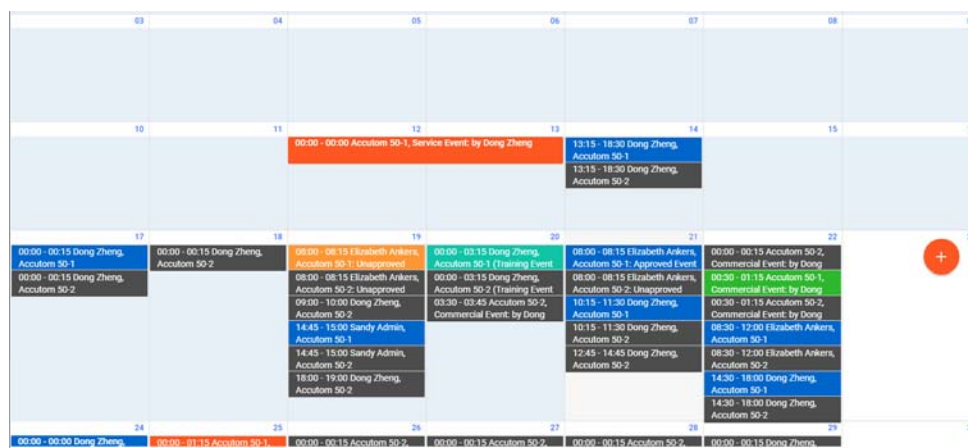 03 04 05 06 07 08
10 11 12 13 14 15
00:00 - 00:00 Accutom 50-1, Service Event: by Dong Zheng
13:15 - 18:30 Dong Zheng,
Accutom 50-1
13:15 - 18:30 Dong Zheng,
Accutom 50-2
17 18 19 20 21 22
00:00 - 00:15 Dong Zheng,
Accutom 50-1
00:00 - 00:15 Dong Zheng,
Accutom 50-2
00:00 - 00:15 Dong Zheng,
Accutom 50-2
08:00 - 08:15 Elizabeth Ankers,
Accutom 50-1: Unapproved
08:00 - 08:15 Elizabeth Ankers,
Accutom 50-2: Unapproved
09:00 - 10:00 Dong Zheng,
Accutom 50-2
14:45 - 15:00 Sandy Admin,
Accutom 50-1
14:45 - 15:00 Sandy Admin,
Accutom 50-2
18:00 - 19:00 Dong Zheng,
Accutom 50-2
00:00 - 03:15 Dong Zheng,
Accutom 50-1 (Training Event
00:00 - 03:15 Dong Zheng,
Accutom 50-2 (Training Event
03:30 - 03:45 Accutom 50-2,
Commercial Event: by Dong
08:00 - 08:15 Elizabeth Ankers,
Accutom 50-1: Approved Event
08:00 - 08:15 Elizabeth Ankers,
Accutom 50-2: Unapproved
10:15 - 11:30 Dong Zheng,
Accutom 50-1
10:15 - 11:30 Dong Zheng,
Accutom 50-2
12:45 - 14:45 Dong Zheng,
Accutom 50-2
00:00 - 00:15 Accutom 50-2,
Commercial Event: by Dong
00:30 - 01:15 Accutom 50-1,
Commercial Event: by Dong
00:30 - 01:15 Accutom 50-2,
Commercial Event: by Dong
08:30 - 12:00 Elizabeth Ankers,
Accutom 50-1
08:30 - 12:00 Elizabeth Ankers,
Accutom 50-2
14:30 - 18:00 Dong Zheng,
Accutom 50-1
14:30 - 18:00 Dong Zheng,
Accutom 50-2
+
24 25 26 27 28 29
00:00 - 00:00 Dong Zheng,
00:00 - 01:15 Accutom 50-1,
00:00 - 00:15 Accutom 50-2,
00:00 - 00:15 Accutom 50-2,
00:00 - 00:15 Accutom 50-2,
00:00 - 00:15 Dong Zheng,